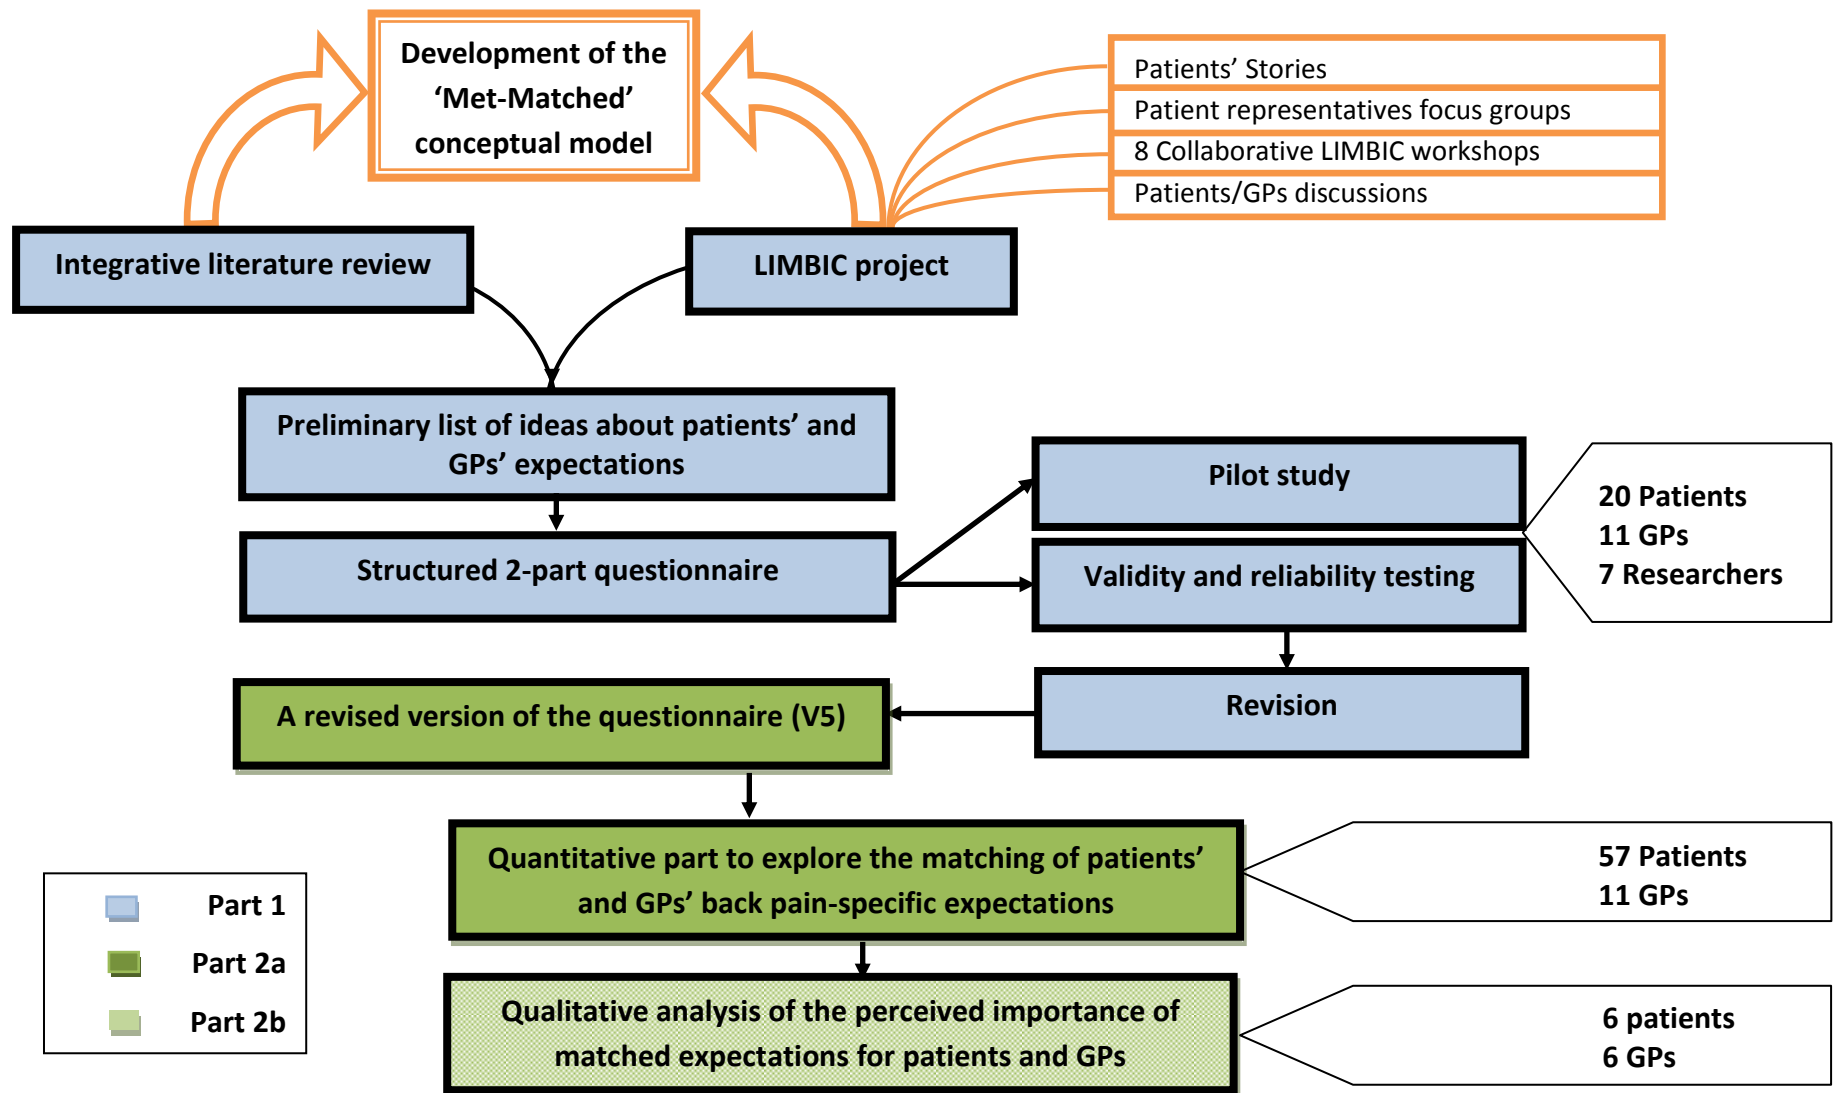 Development of the
‘Met-Matched’
conceptual model
Patients’ Stories
Patient representatives focus groups
8 Collaborative LIMBIC workshops
Patients/GPs discussions
Integrative literature review
LIMBIC project
Preliminary list of ideas about patients’ and
GPs’ expectations
Structured 2-part questionnaire
Pilot study
Validity and reliability testing
20 Patients
11 GPs
7 Researchers
Revision
A revised version of the questionnaire (V5)
Quantitative part to explore the matching of patients’
and GPs’ back pain-specific expectations
57 Patients
11 GPs
Qualitative analysis of the perceived importance of
matched expectations for patients and GPs
6 patients
6 GPs
Part 1
Part 2a
Part 2b